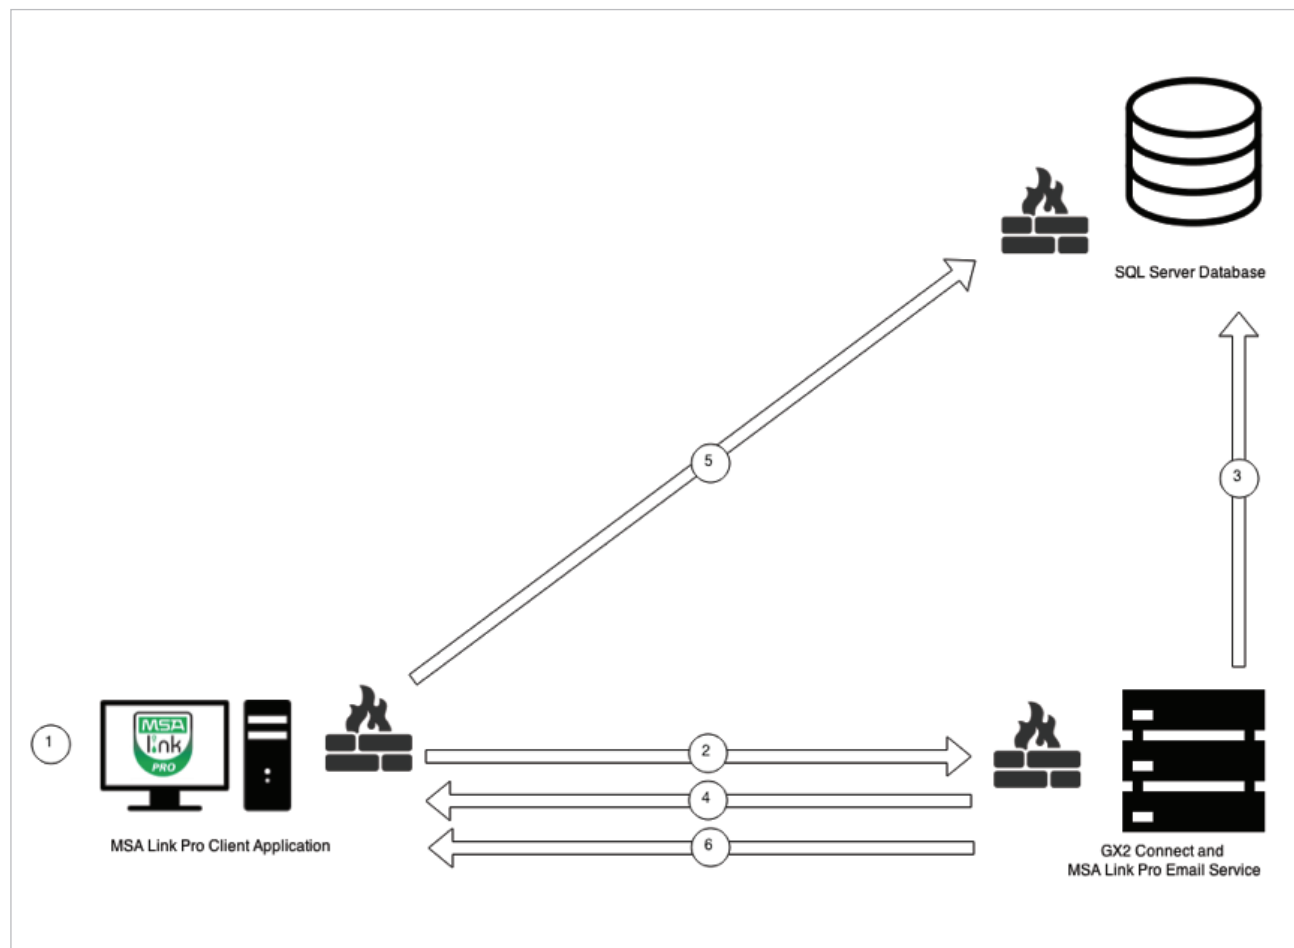 SQL Server Database
5
3
1
MSA
link
PRO
2
4
6
MSA Link Pro Client Application
GX2 Connect and
MSA Link Pro Email Service